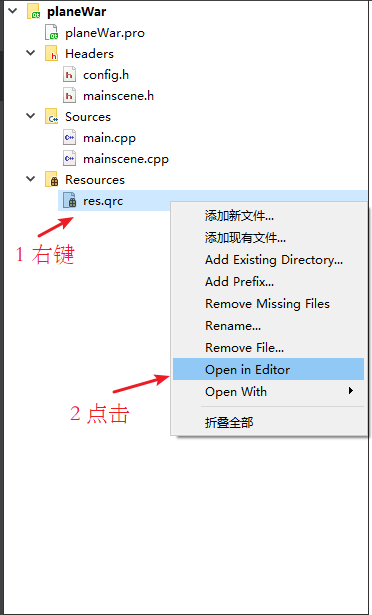 planeWar
planeWar.pro
Headers
config.h
mainscene.h
Sources
main.cpp
mainscene.cpp
Resources
res.qrc
1 右键
添加新文件...
添加现有文件...
Add Existing Directory...
Add Prefix...
Remove Missing Files
Rename...
Remove File...
Open in Editor
Open With
折叠全部
2 点击